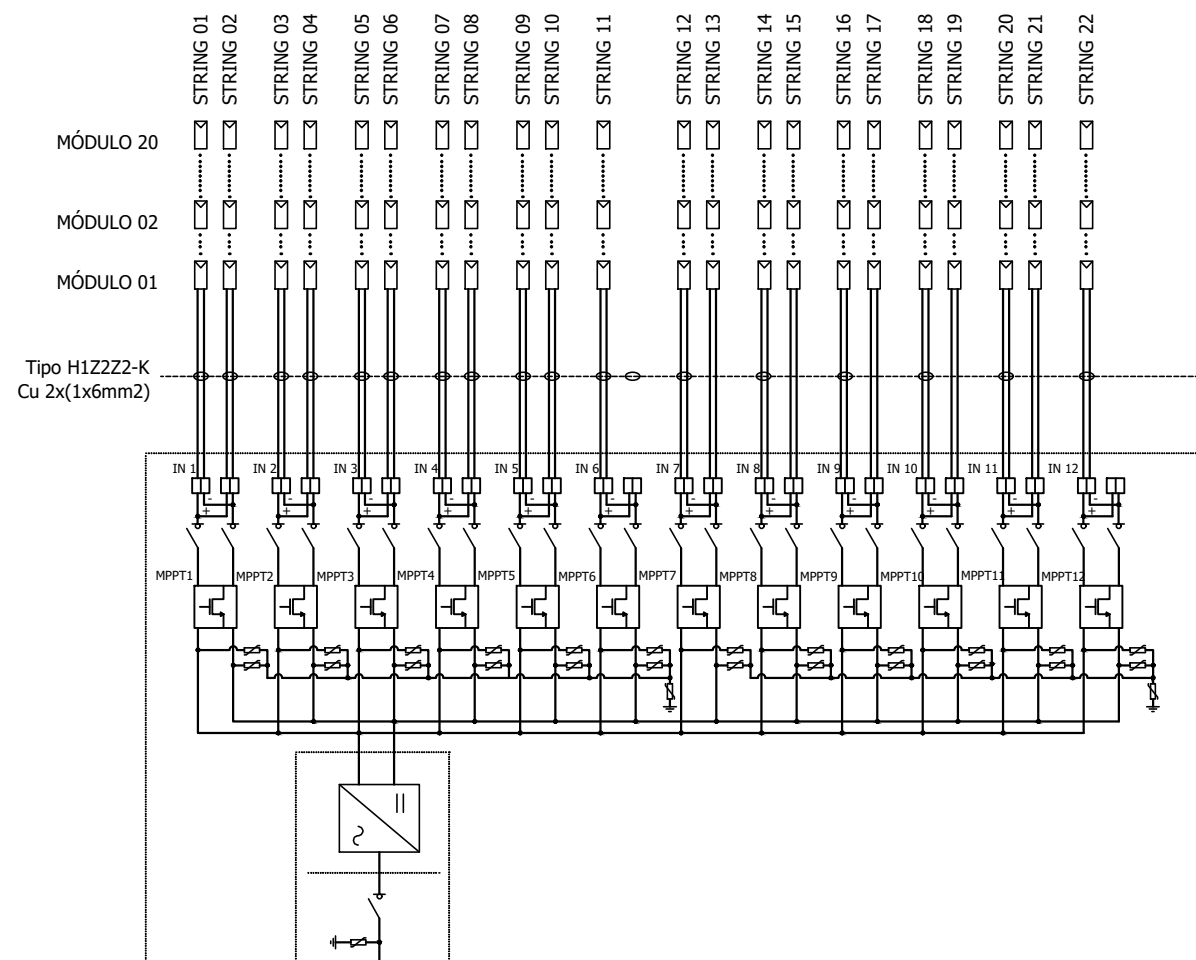 STRING 01
STRING 02
STRING 03
STRING 04
STRING 05
STRING 06
STRING 07
STRING 08
STRING 09
STRING 10
STRING 11
STRING 12
STRING 13
STRING 14
STRING 15
STRING 16
STRING 17
STRING 18
STRING 19
STRING 20
STRING 21
STRING 22
MÓDULO 20
MÓDULO 02
MÓDULO 01
Tipo H1Z2Z2-K
Cu 2x(1x6mm2)
IN 1
IN 2
IN 3
IN 4
IN 5
IN 6
IN 7
IN 8
IN 9
IN 10
IN 11
IN 12
- + - + - + - + - + - + - + - + - + - + - + - +
MPPT1
MPPT2
MPPT3
MPPT4
MPPT5
MPPT6
MPPT7
MPPT8
MPPT9
MPPT10
MPPT11
MPPT12